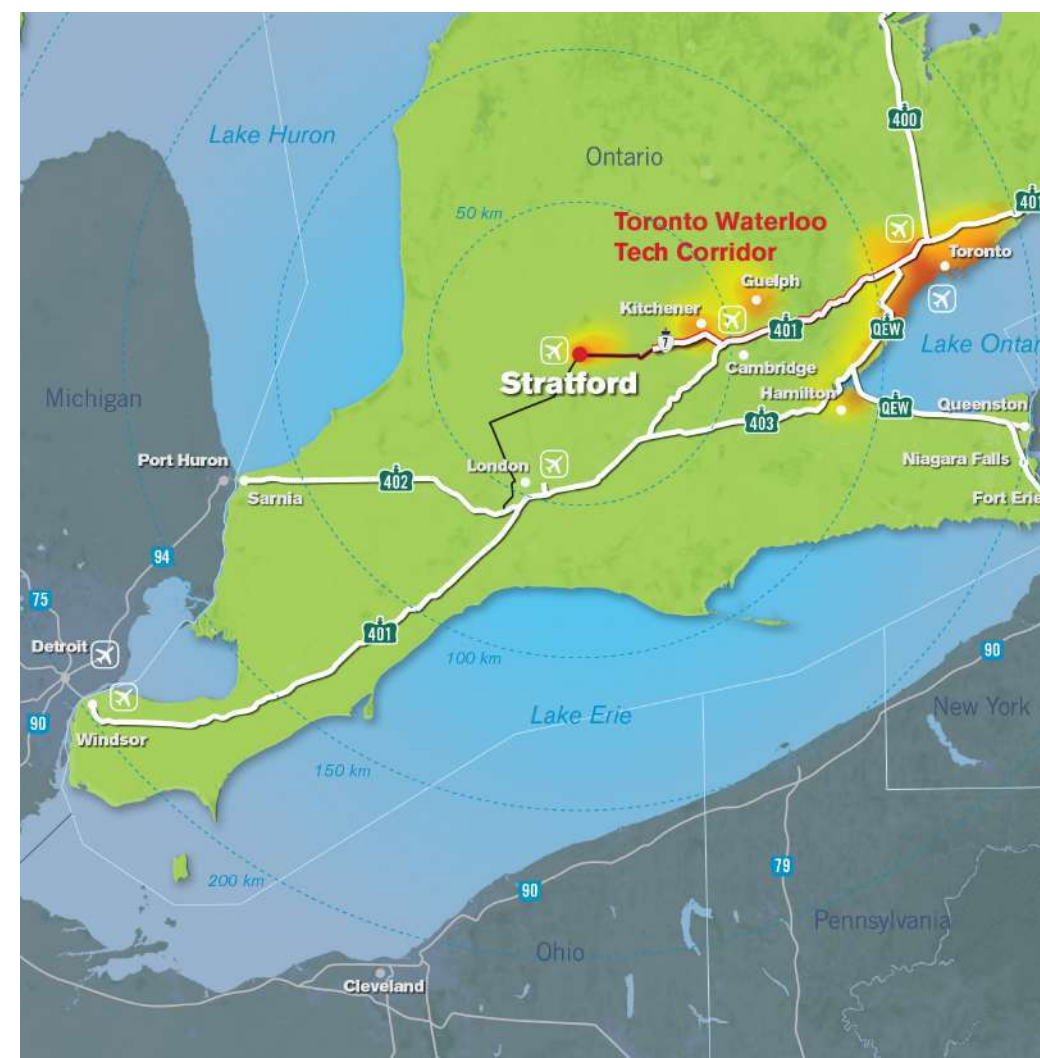 400
Lake Huron
Ontario
401
50 km
Toronto Waterloo
Tech Corridor
Toronto
Guelph
Kitchener
401
QEW
7
Lake Ontar
Cambridge
Stratford
Michigan
Hamilton
QEW
Queenston
403
Port Huron
London
Niagara Falls
402
Sarnia
Fort Erie
94
75
401
Detroit
100 km
90
New York
Lake Erie
90
Windsor
150 km
79
200 km
90
Pennsylvania
Ohio
Cleveland